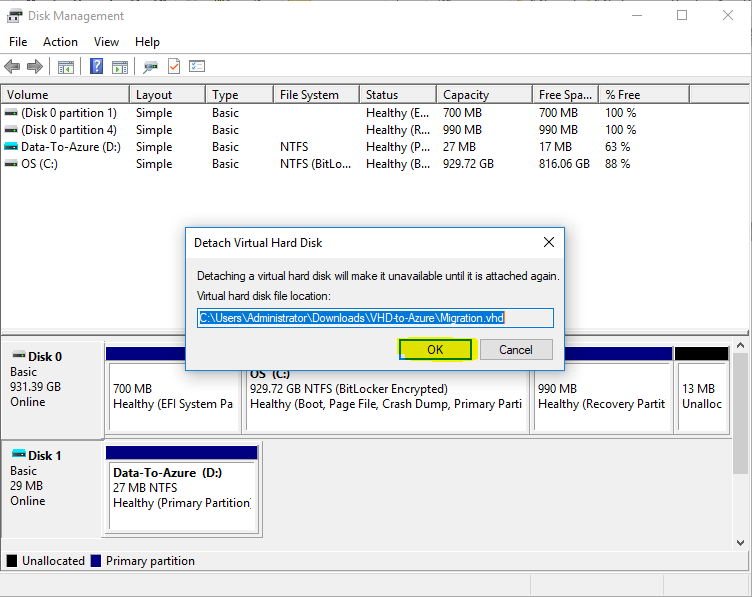 Disk Management
File Action View Help
Volume Layout Type File System Status Capacity Free Spa... % Free
(Disk 0 partition 1) Simple Basic Healthy (E... 700 MB 700 MB 100 %
(Disk 0 partition 4) Simple Basic Healthy (R... 990 MB 990 MB 100 %
Data-To-Azure (D:) Simple Basic NTFS Healthy (P... 27 MB 17 MB 63 %
OS (C:) Simple Basic NTFS (BitLo... Healthy (B... 929.72 GB 816.06 GB 88 %
Detach Virtual Hard Disk
Detaching a virtual hard disk will make it unavailable until it is attached again.
Virtual hard disk file location:
C:\Users\Administrator\Downloads\VHD-to-Azure\Migration.vhd
OK Cancel
Disk 0
Basic
931.39 GB
Online
700 MB
Healthy (EFI System Pa
OS (C:)
929.72 GB NTFS (BitLocker Encrypted)
Healthy (Boot, Page File, Crash Dump, Primary Parti
990 MB
Healthy (Recovery Partit
13 MB
Unalloc
Disk 1
Basic
29 MB
Online
Data-To-Azure (D:)
27 MB NTFS
Healthy (Primary Partition)
Unallocated Primary partition